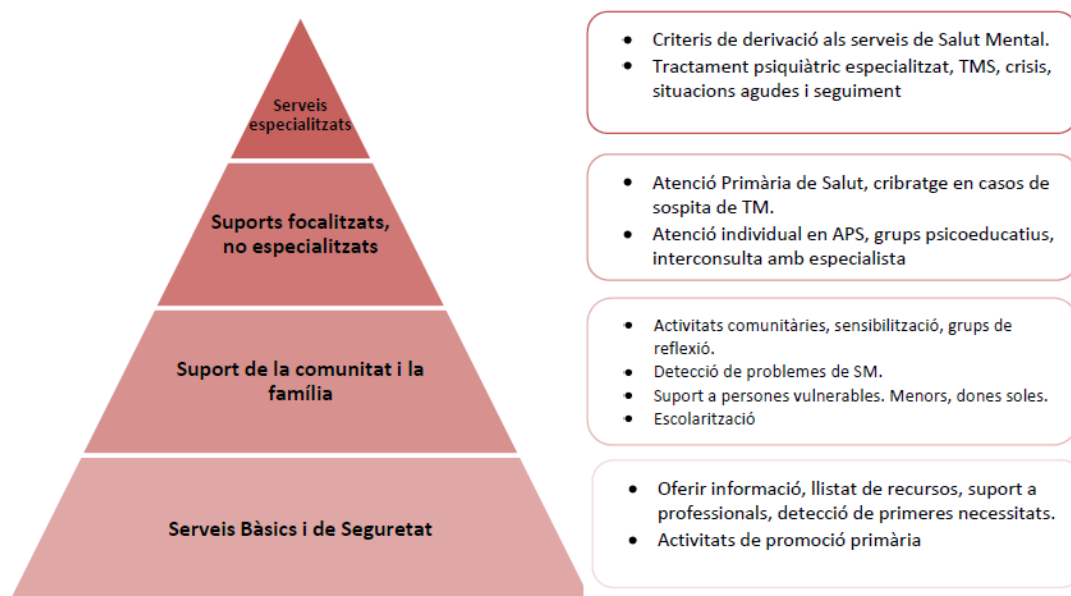 Serveis
especialitzats
• Criteris de derivació als serveis de Salut Mental.
• Tractament psiquiàtric especialitzat, TMS, crisis,
situacions agudes i seguiment
Suports focalitzats,
no especialitzats
• Atenció Primària de Salut, cribratge en casos de
sospita de TM.
• Atenció individual en APS, grups psicoeducatius,
interconsulta amb especialista
Suport de la comunitat i la
família
• Activitats comunitàries, sensibilització, grups de
reflexió.
• Detecció de problemes de SM.
• Suport a persones vulnerables. Menors, dones soles.
• Escolarització
Serveis Bàsics i de Seguretat
• Oferir informació, llistat de recursos, suport a
professionals, detecció de primeres necessitats.
• Activitats de promoció primària